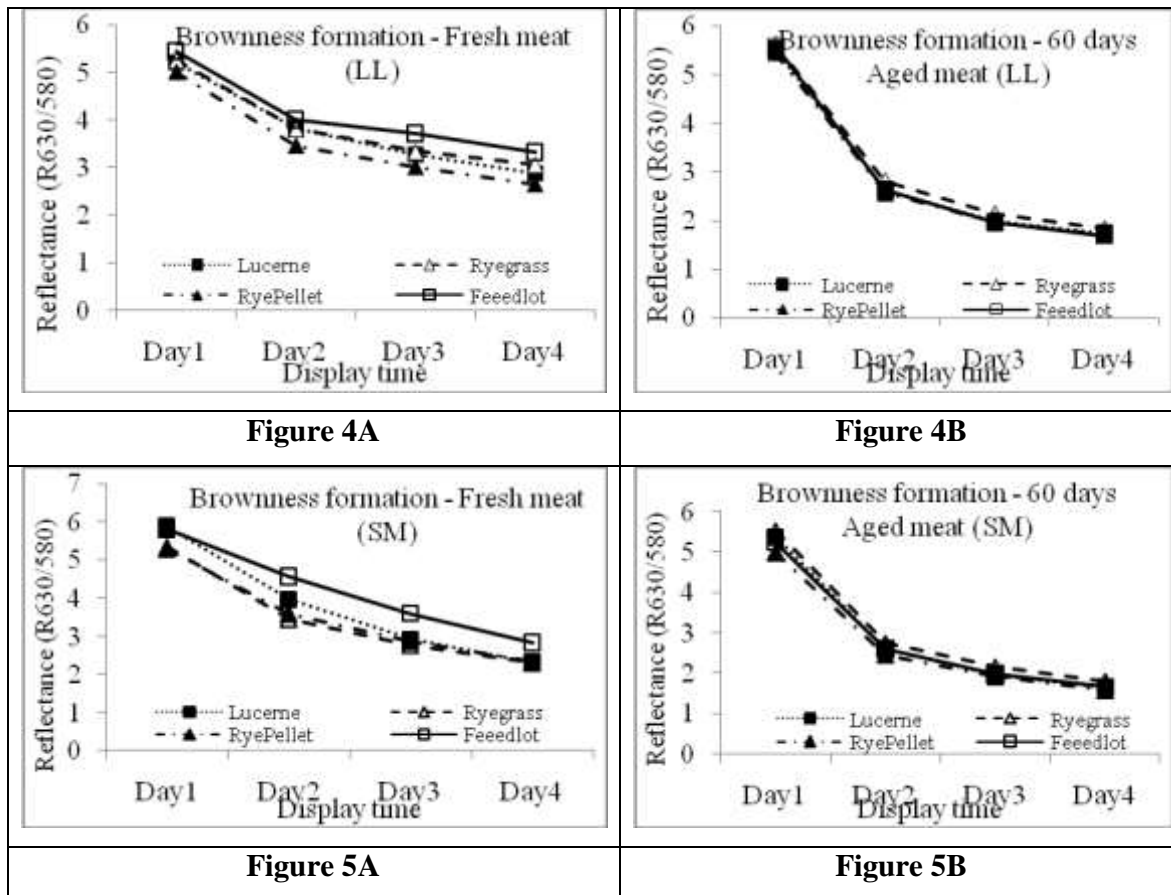 Brownness formation - Fresh meat
(LL)
Reflectance (R630/580)
6
5
4
3
2
1
0
Lucerne
Ryegrass
RyePellet
Feeedlot
Day1
Day2
Day3
Day4
Display time
Figure 4A
Brownness formation - 60 days
Aged meat (LL)
Reflectance (R630/580)
6
5
4
3
2
1
0
Lucerne
Ryegrass
RyePellet
Feeedlot
Day1
Day2
Day3
Day4
Display time
Figure 4B
Brownness formation - Fresh meat
(SM)
Reflectance (R630/580)
7
6
5
4
3
2
1
0
Lucerne
Ryegrass
RyePellet
Feeedlot
Day1
Day2
Day3
Day4
Display time
Figure 5A
Brownness formation - 60 days
Aged meat (SM)
Reflectance (R630/580)
6
5
4
3
2
1
0
Lucerne
Ryegrass
RyePellet
Feeedlot
Day1
Day2
Day3
Day4
Display time
Figure 5B